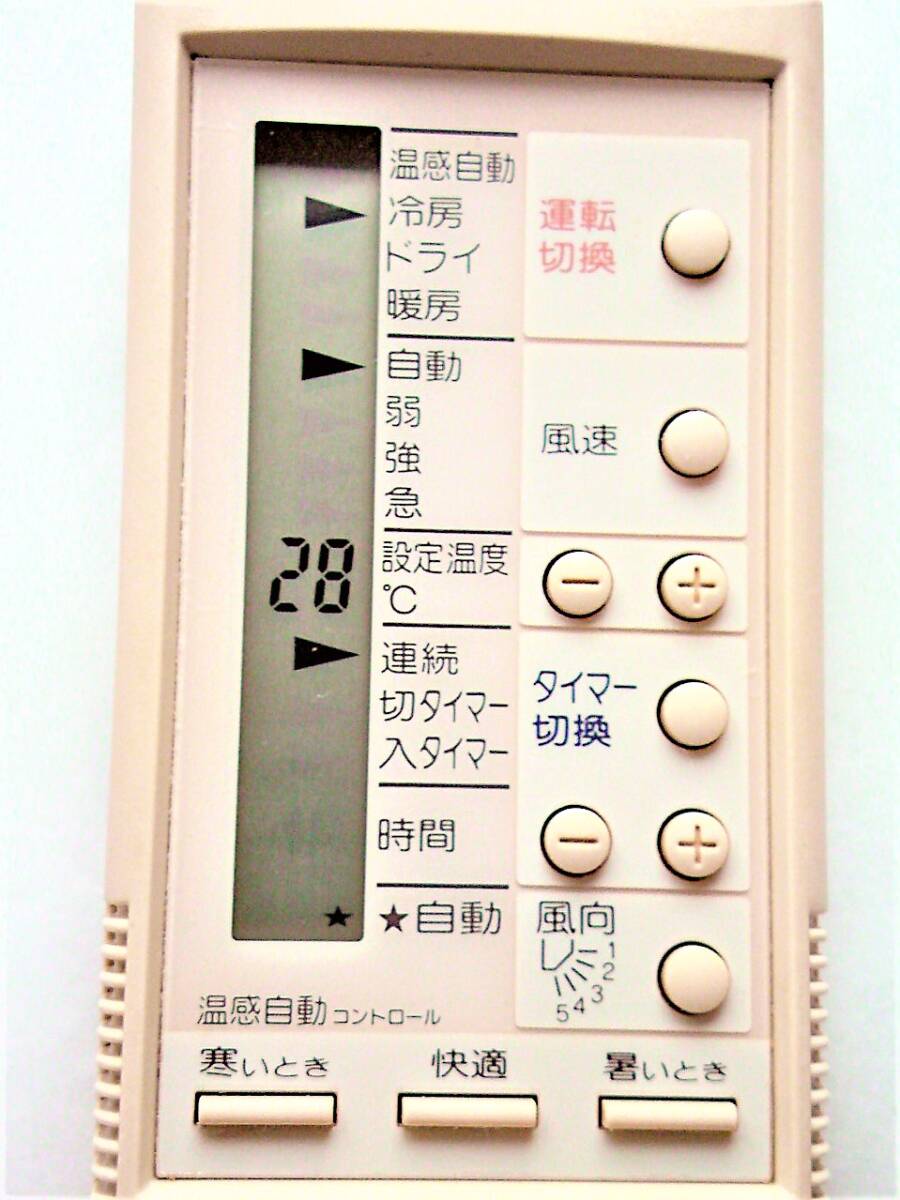 温感自動
冷房
ドライ
暖房
運転
切換
自動
弱
強
急
風速
28
設定温度
℃
－
＋
連続
切タイマー
入タイマー
タイマー
切換
時間
－
＋
★
★自動
風向
1
2
3
4
5
温感自動コントロール
寒いとき
快適
暑いとき